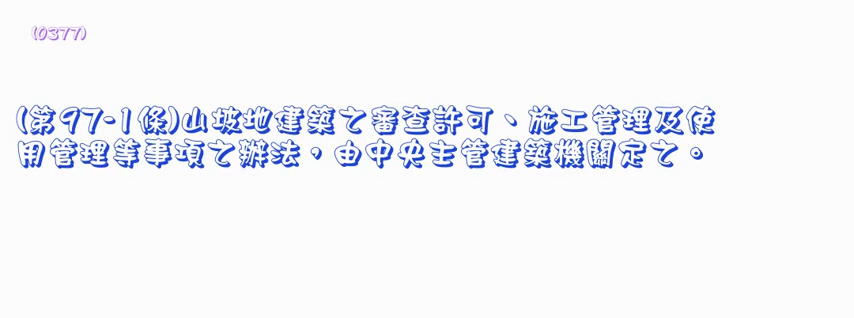 (0377)
(第97-1條)山坡地建築之審查許可、施工管理及使
用管理等事項之辦法，由中央主管建築機關定之。